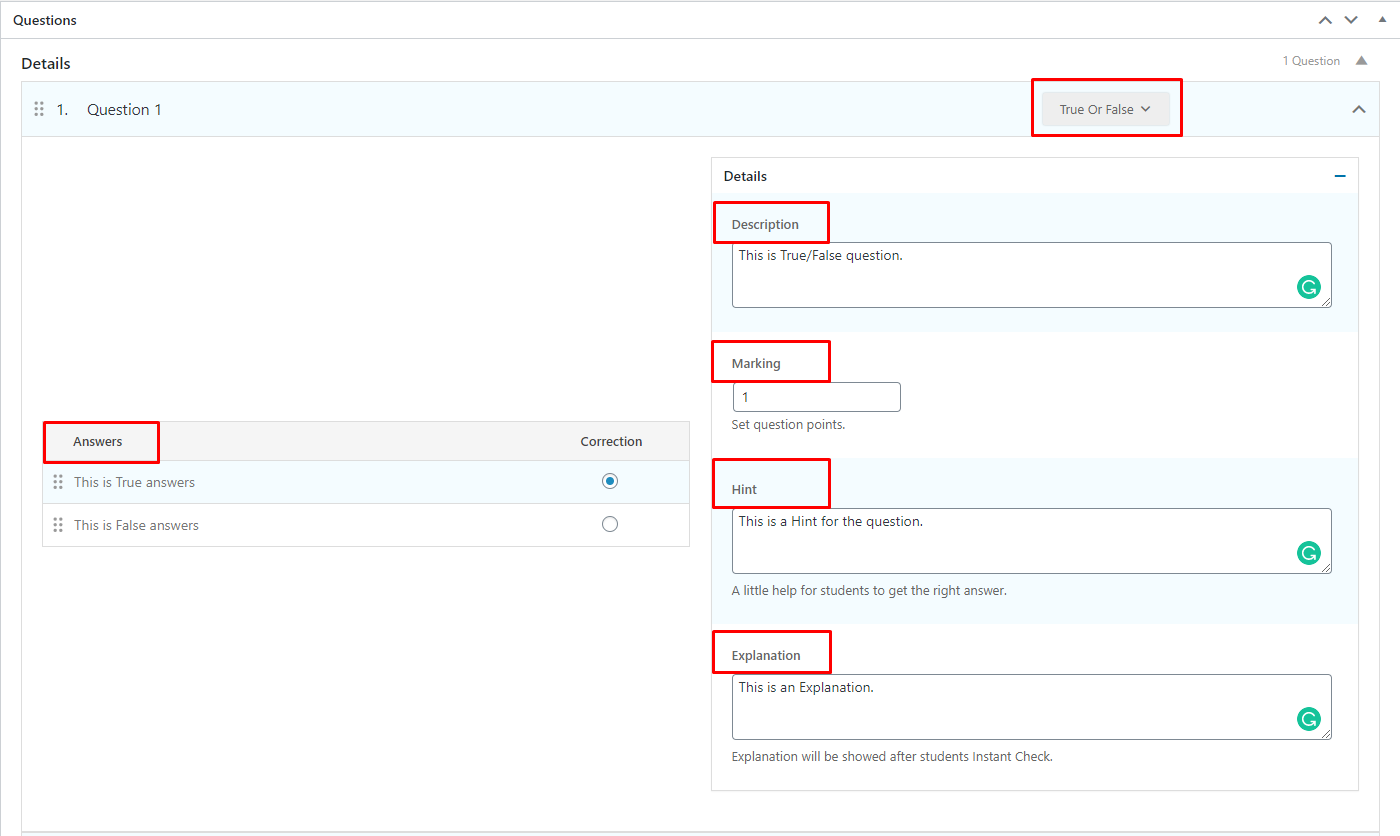 Questions
Details
1 Question
1. Question 1
True Or False
Answers
Correction
This is True answers
This is False answers
Details
Description
This is True/False question.
Marking
1
Set question points.
Hint
This is a Hint for the question.
A little help for students to get the right answer.
Explanation
This is an Explanation.
Explanation will be showed after students Instant Check.